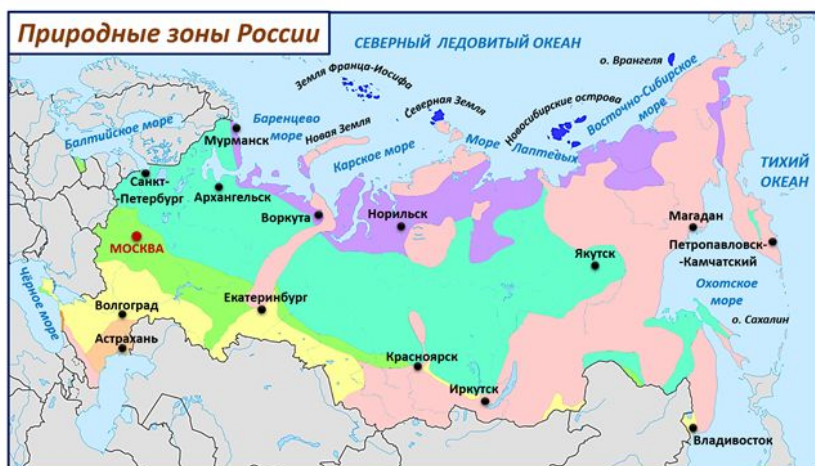 Природные зоны России
СЕВЕРНЫЙ ЛЕДОВИТЫЙ ОКЕАН
о. Врангеля
Земля Франца-Иосифа
Северная Земля
Новосибирские острова
Восточно-Сибирское
море
Балтийское море
Баренцево
море
Новая Земля
Мурманск
Карское море
Море Лаптевых
ТИХИЙ
ОКЕАН
Санкт-
-Петербург
Архангельск
Воркута
Норильск
Магадан
МОСКВА
Якутск
Петропавловск-
-Камчатский
Охотское
море
Чёрное море
Волгоград
Екатеринбург
о. Сахалин
Астрахань
Красноярск
Иркутск
Владивосток